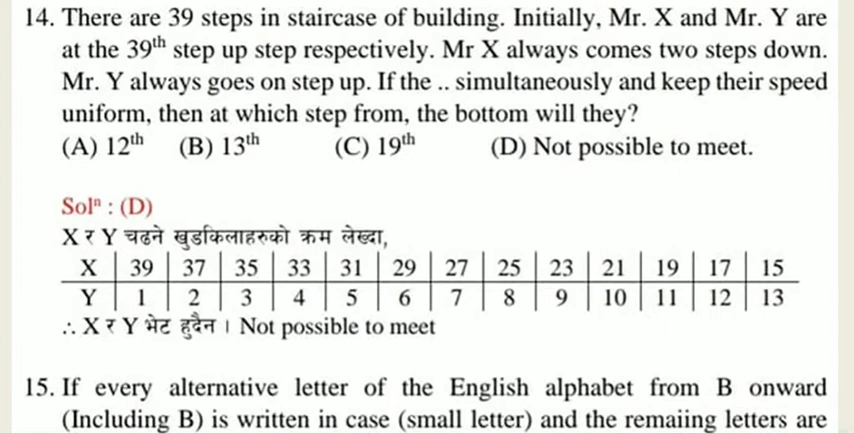 14. There are 39 steps in staircase of building. Initially, Mr. X and Mr. Y are
at the 39th step up step respectively. Mr X always comes two steps down.
Mr. Y always goes on step up. If the .. simultaneously and keep their speed
uniform, then at which step from, the bottom will they?
(A) 12th (B) 13th (C) 19th (D) Not possible to meet.
Solⁿ : (D)
X र Y चढने खुडकिलाहरुको क्रम लेख्दा,
X 39 37 35 33 31 29 27 25 23 21 19 17 15
Y 1 2 3 4 5 6 7 8 9 10 11 12 13
∴ X र Y भेट हुदैन । Not possible to meet
15. If every alternative letter of the English alphabet from B onward
(Including B) is written in case (small letter) and the remaiing letters are